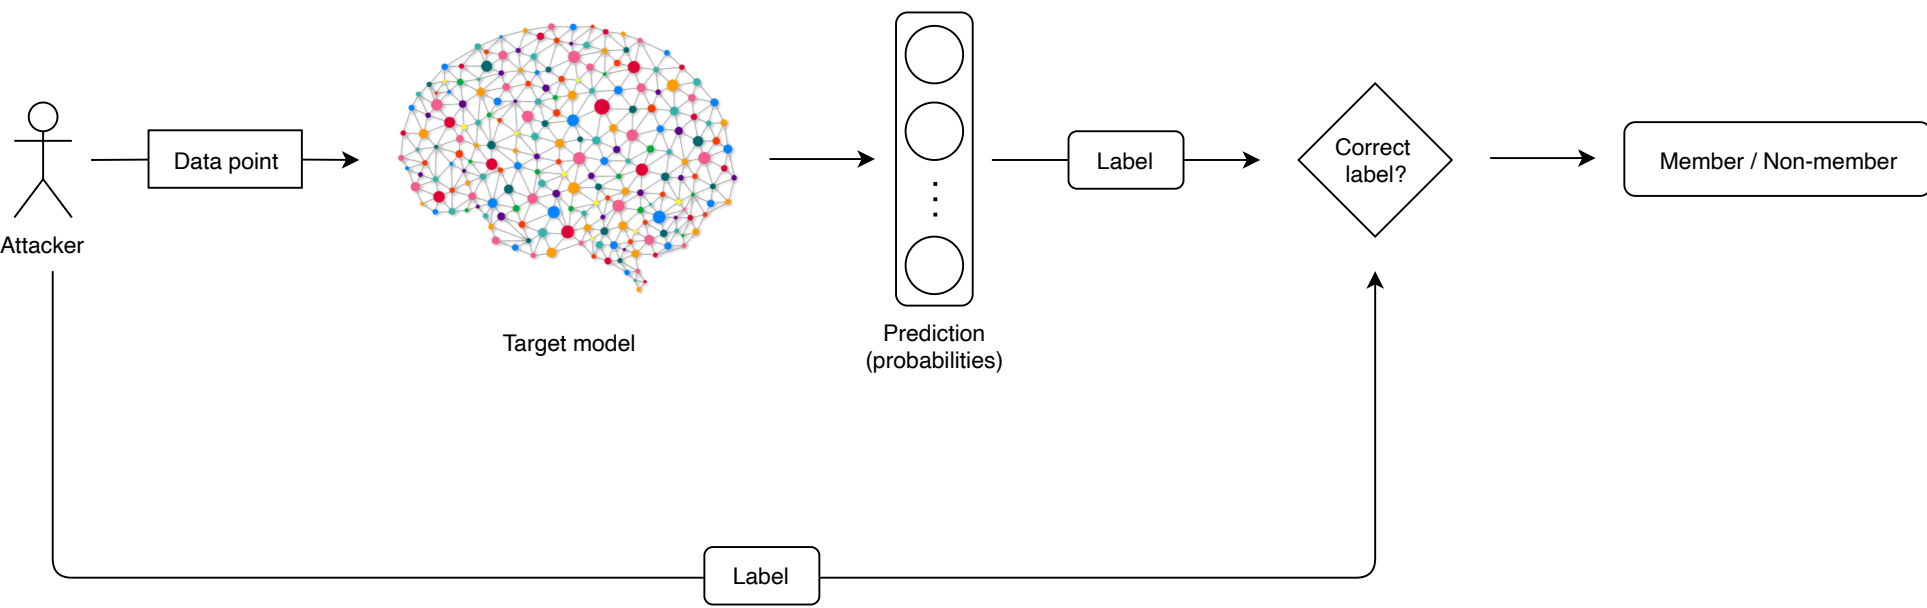 Attacker
Data point
Target model
Prediction
(probabilities)
Label
Correct
label?
Member / Non-member
Label